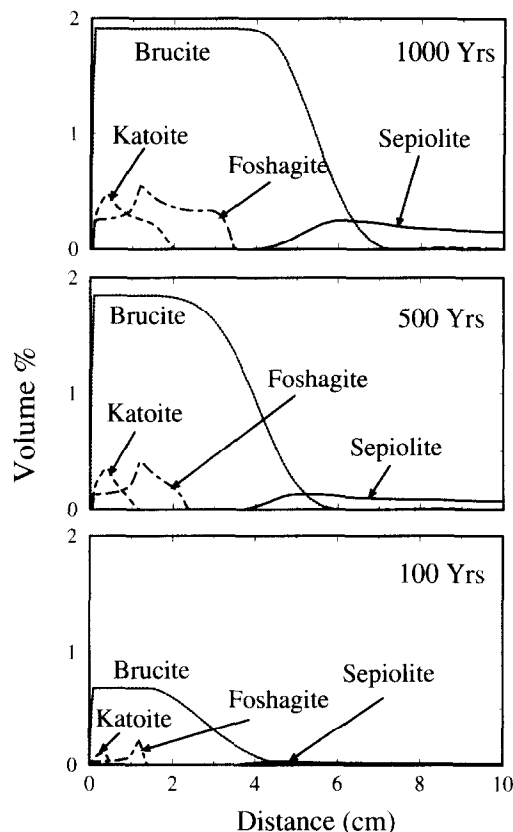 2
Brucite
1000 Yrs
Katoite
Foshagite
Sepiolite
1
0
2
Brucite
500 Yrs
Katoite
Foshagite
Sepiolite
1
0
Volume %
2
100 Yrs
Brucite
Katoite
Foshagite
Sepiolite
1
0
0 2 4 6 8 10
Distance (cm)